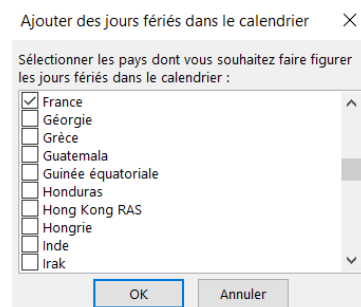 Ajouter des jours fériés dans le calendrier
Sélectionner les pays dont vous souhaitez faire figurer
les jours fériés dans le calendrier :
France
Géorgie
Grèce
Guatemala
Guinée équatoriale
Honduras
Hong Kong RAS
Hongrie
Inde
Irak
OK Annuler